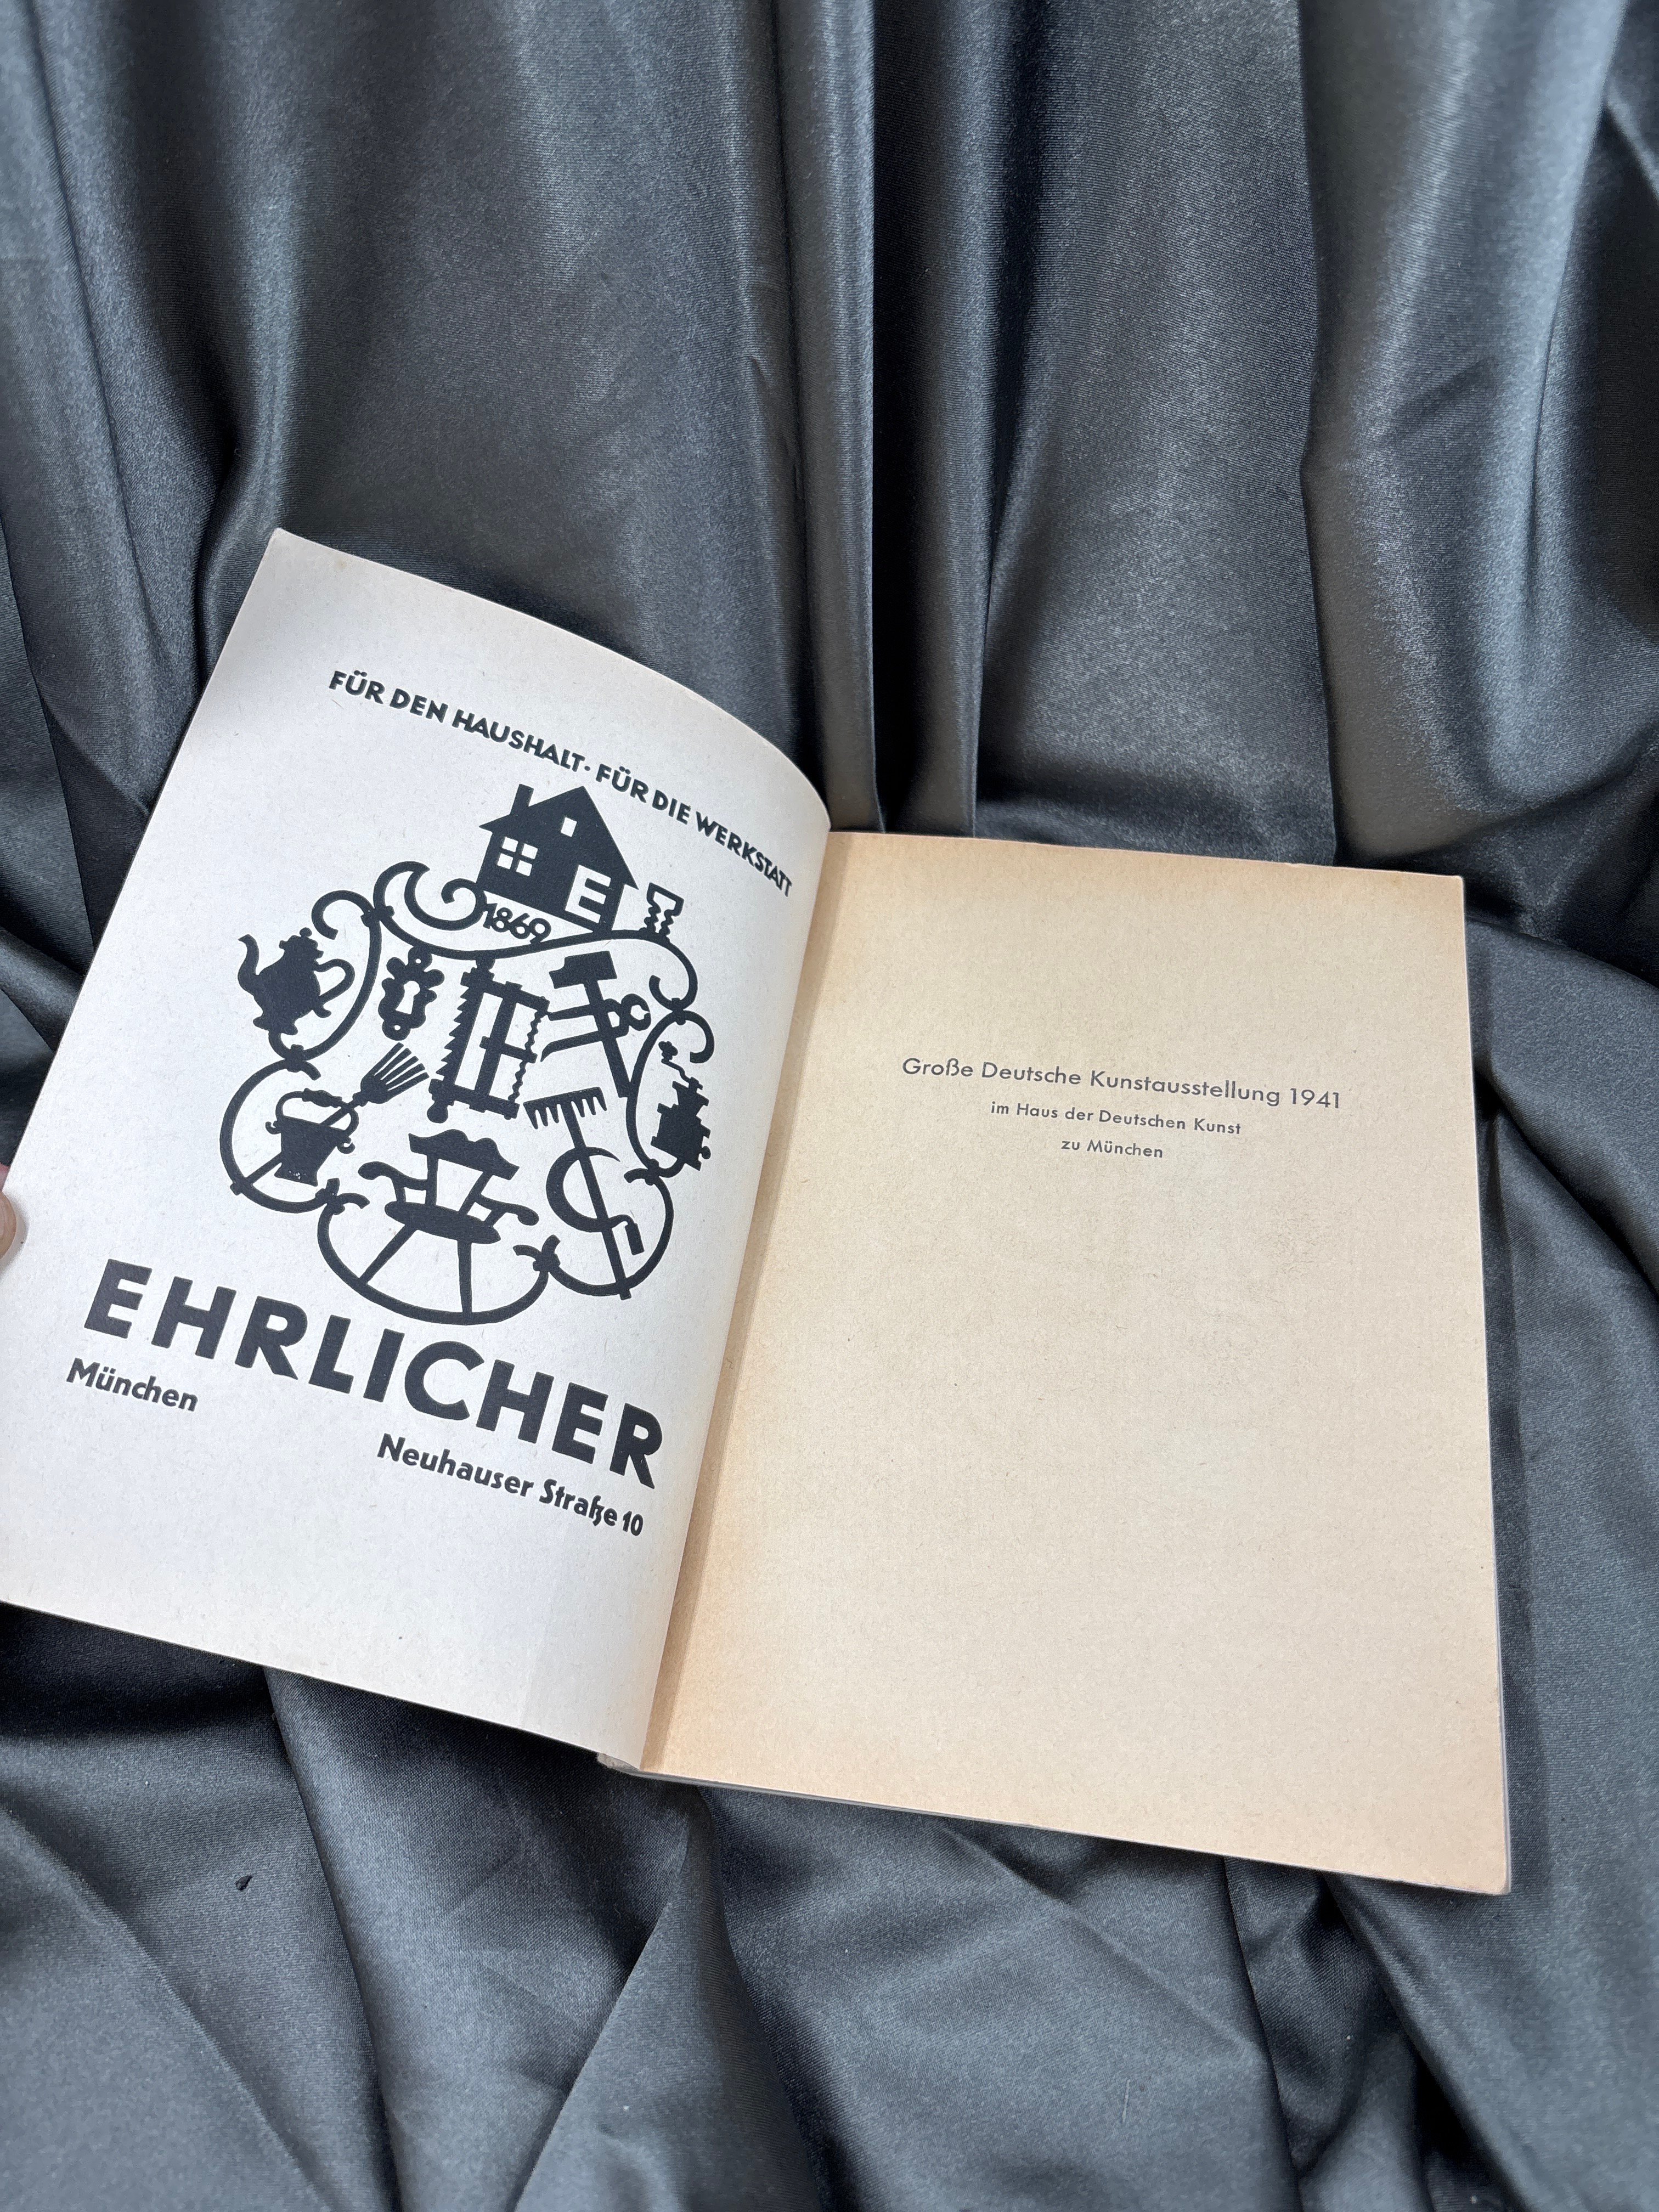 FÜR DEN HAUSHALT · FÜR DIE WERKSTATT
E
1869
EHRLICHER
München
Neuhauser Straße 10
Große Deutsche Kunstausstellung 1941
im Haus der Deutschen Kunst
zu München